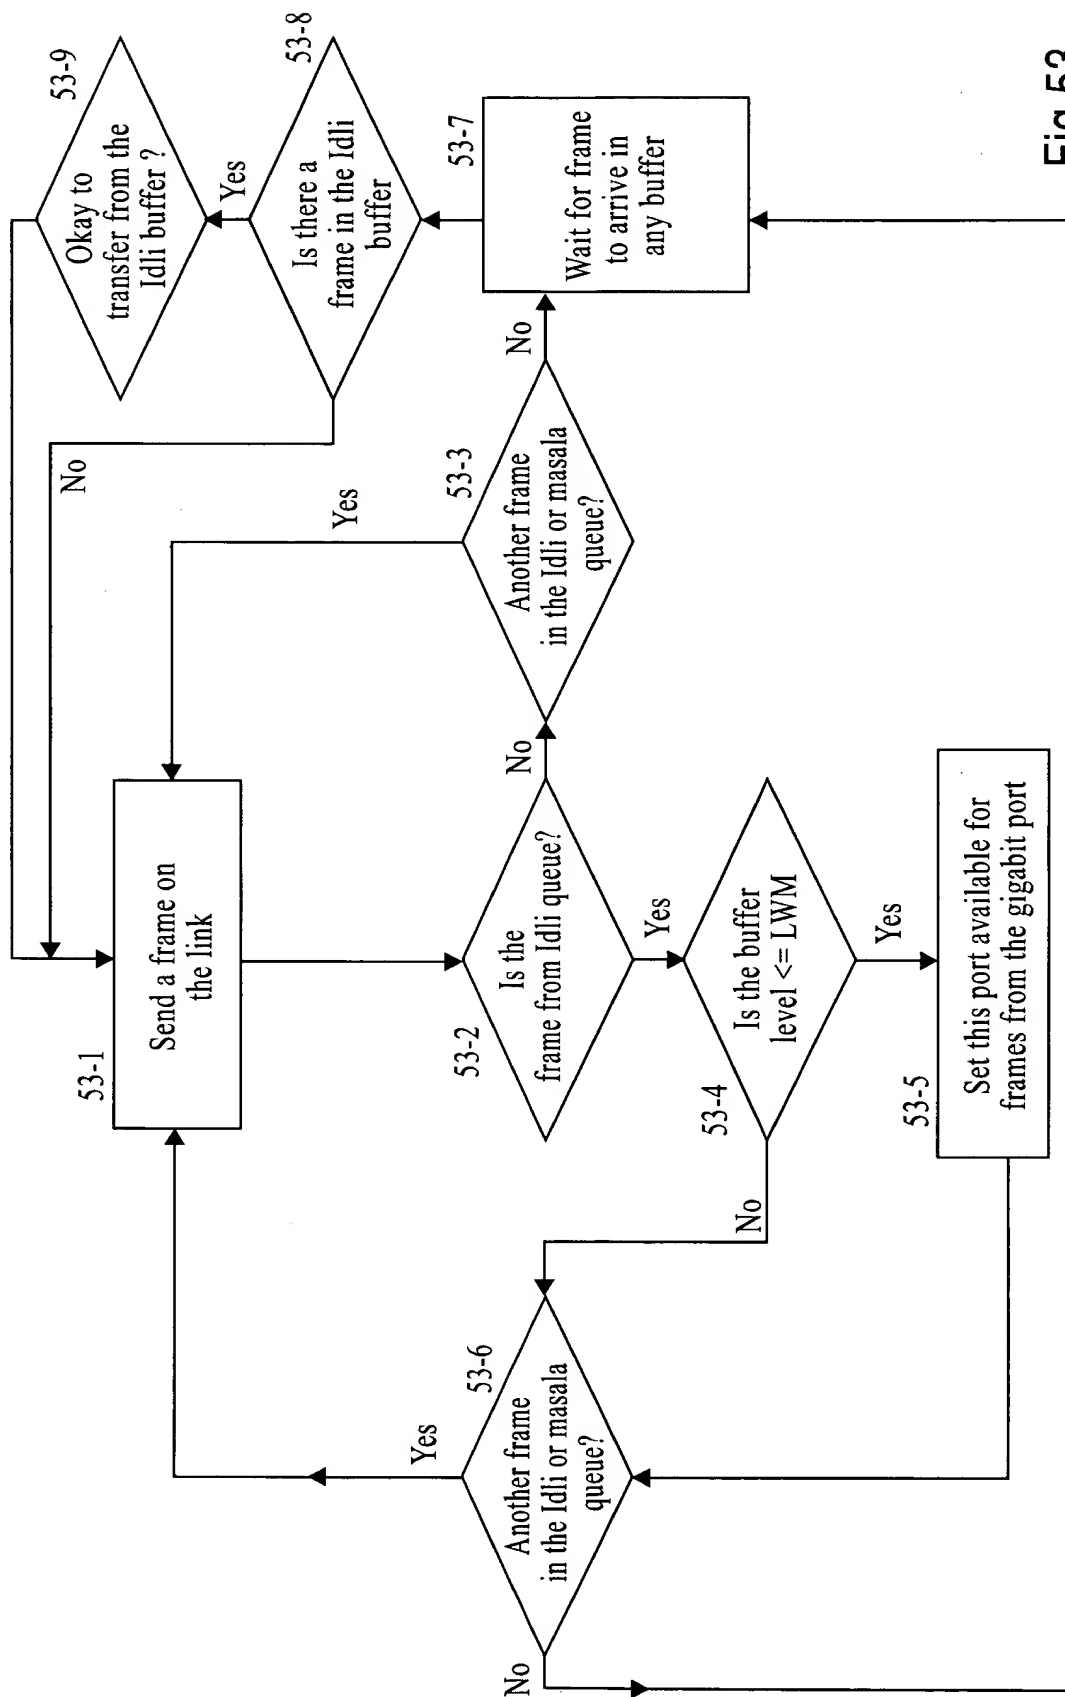 53-1
Send a frame on
the link
53-2
Is the
frame from Idli queue?
No
Yes
53-3
Another frame
in the Idli or masala
queue?
Yes
No
53-4
Is the buffer
level <= LWM
No
Yes
53-5
Set this port available for
frames from the gigabit port
53-6
Another frame
in the Idli or masala
queue?
Yes
No
53-7
Wait for frame
to arrive in
any buffer
53-8
Is there a
frame in the Idli
buffer
No
Yes
53-9
Okay to
transfer from the
Idli buffer ?
Fig 53